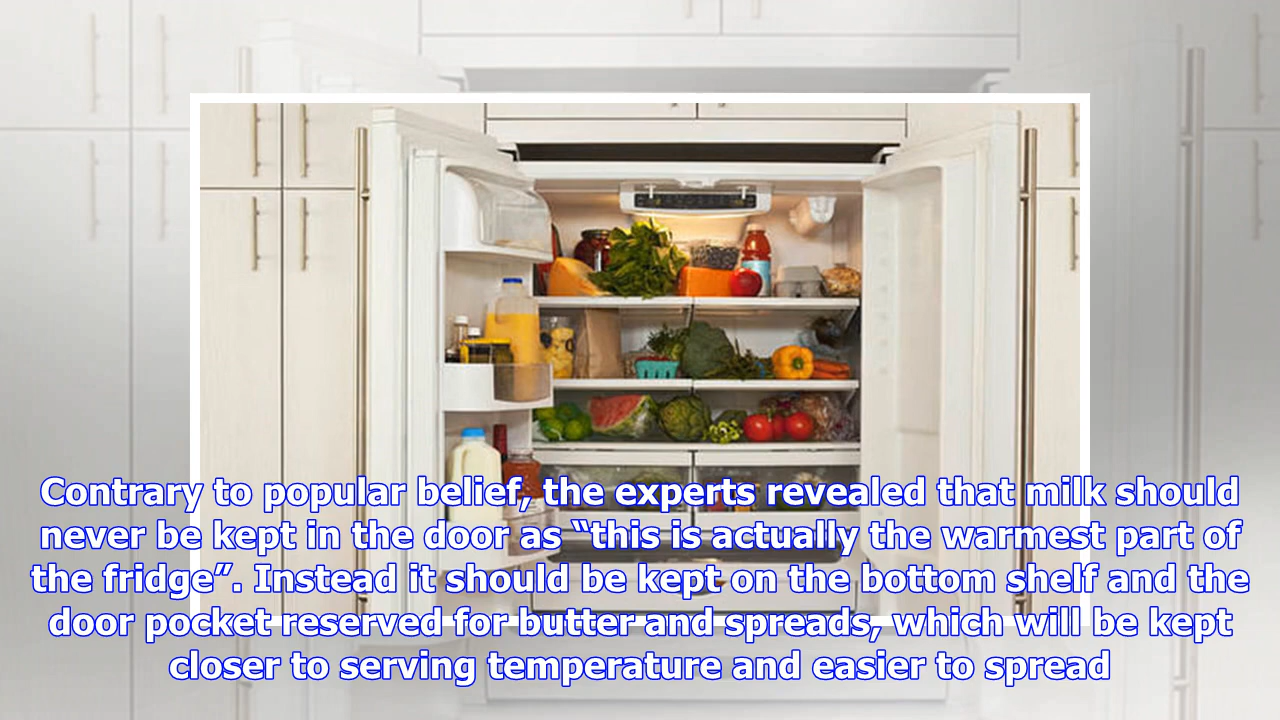 Contrary to popular belief, the experts revealed that milk should
never be kept in the door as  “this is actually the warmest part of
the fridge”. Instead it should be kept on the bottom shelf and the
door pocket reserved for butter and spreads, which will be kept
closer to serving temperature and easier to spread